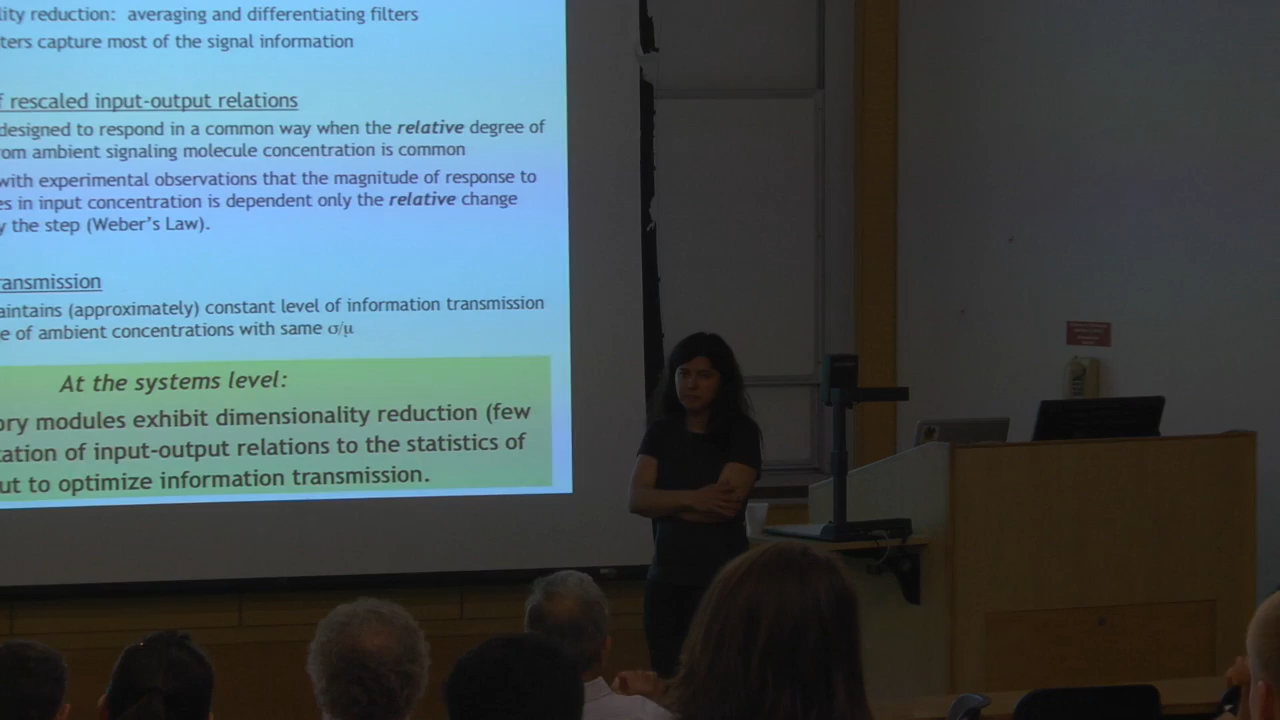 lity reduction: averaging and differentiating filters
ters capture most of the signal information
f rescaled input-output relations
designed to respond in a common way when the relative degree of
om ambient signaling molecule concentration is common
with experimental observations that the magnitude of response to
es in input concentration is dependent only the relative change
y the step (Weber's Law).
ansmission
aintains (approximately) constant level of information transmission
e of ambient concentrations with same σ/μ
At the systems level:
ory modules exhibit dimensionality reduction (few
tation of input-output relations to the statistics of
ut to optimize information transmission.